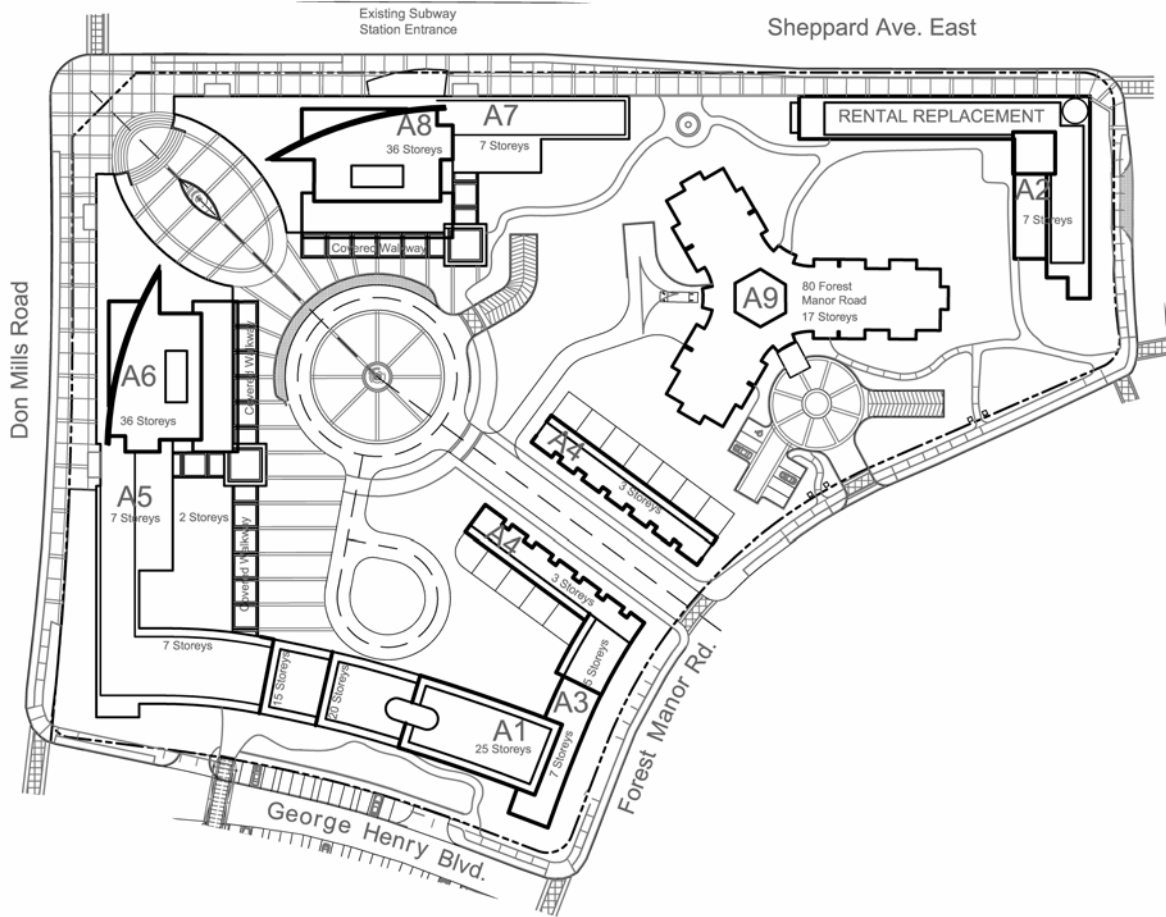 Existing Subway
Station Entrance
Sheppard Ave. East
A8
36 Storeys
A7
7 Storeys
RENTAL REPLACEMENT
A2
7 Storeys
Covered Walkway
A9
80 Forest
Manor Road
17 Storeys
Don Mills Road
A6
36 Storeys
Covered Walkway
A5
7 Storeys
2 Storeys
Covered Walkway
A4
3 Storeys
A4
3 Storeys
7 Storeys
15 Storeys
20 Storeys
A1
25 Storeys
5 Storeys
A3
7 Storeys
Forest Manor Rd.
George Henry Blvd.